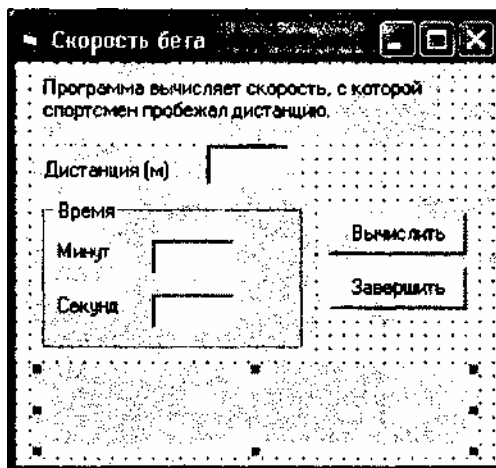 Скорость бега
Программа вычисляет скорость, с которой
спортсмен пробежал дистанцию.
Дистанция (м)
Время
Минут
Секунд
Вычислить
Завершить